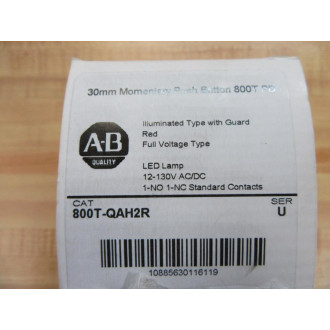 30mm Momentary Push Button 800T
Illuminated Type with Guard
Red
Full Voltage Type
A-B
QUALITY
LED Lamp
12-130V AC/DC
1-NO 1-NC Standard Contacts
CAT
SER
800T-QAH2R
U
10885630116119